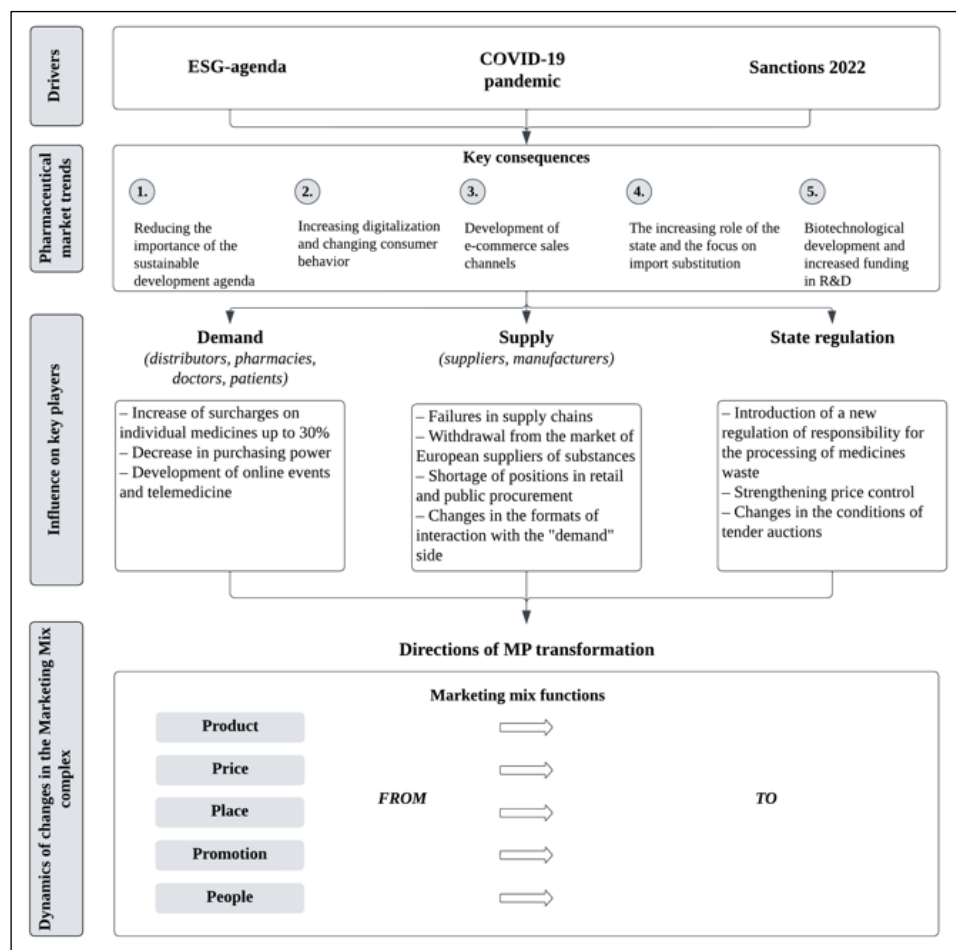 Drivers
ESG-agenda
COVID-19
pandemic
Sanctions 2022
Pharmaceutical
market trends
Key consequences
1.
Reducing the
importance of the
sustainable
development agenda
2.
Increasing digitalization
and changing consumer
behavior
3.
Development of
e-commerce sales
channels
4.
The increasing role of the
state and the focus on
import substitution
5.
Biotechnological
development and
increased funding
in R&D
Influence on key players
Demand
(distributors, pharmacies,
doctors, patients)
– Increase of surcharges on
individual medicines up to 30%
– Decrease in purchasing power
– Development of online events
and telemedicine
Supply
(suppliers, manufacturers)
– Failures in supply chains
– Withdrawal from the market of
European suppliers of substances
– Shortage of positions in retail
and public procurement
– Changes in the formats of
interaction with the "demand"
side
State regulation
– Introduction of a new
regulation of responsibility for
the processing of medicines
waste
– Strengthening price control
– Changes in the conditions of
tender auctions
Dynamics of changes in the Marketing Mix
complex
Directions of MP transformation
Marketing mix functions
Product
Price
Place
Promotion
People
FROM
TO